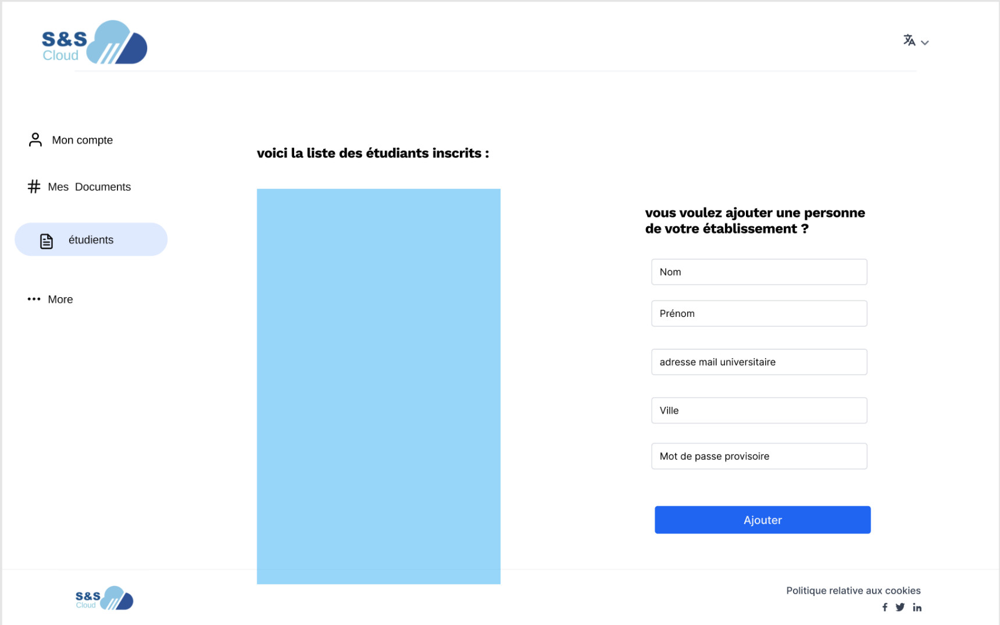 S&S
Cloud
Mon compte
Mes Documents
étudients
More
voici la liste des étudiants inscrits :
vous voulez ajouter une personne
de votre établissement ?
Nom
Prénom
adresse mail universitaire
Ville
Mot de passe provisoire
Ajouter
S&S
Cloud
Politique relative aux cookies